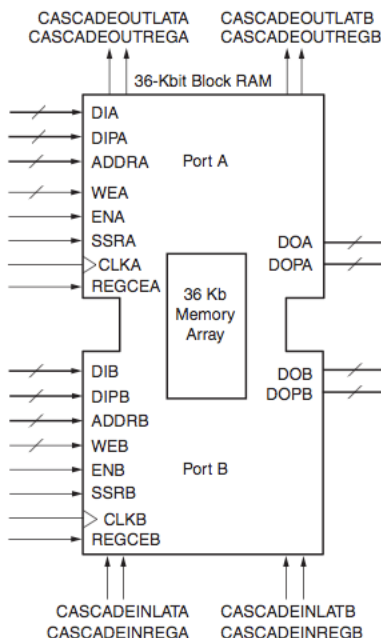 CASCADEOUTLATA CASCADEOUTLATB
CASCADEOUTREGA CASCADEOUTREGB
36-Kbit Block RAM
DIA
DIPA
ADDRA
Port A
WEA
ENA
SSRA
DOA
CLKA
DOPA
REGCEA
36 Kb
Memory
Array
DIB
DOB
DIPB
DOPB
ADDRB
WEB
ENB
Port B
SSRB
CLKB
REGCEB
CASCADEINLATA CASCADEINLATB
CASCADEINREGA CASCADEINREGB